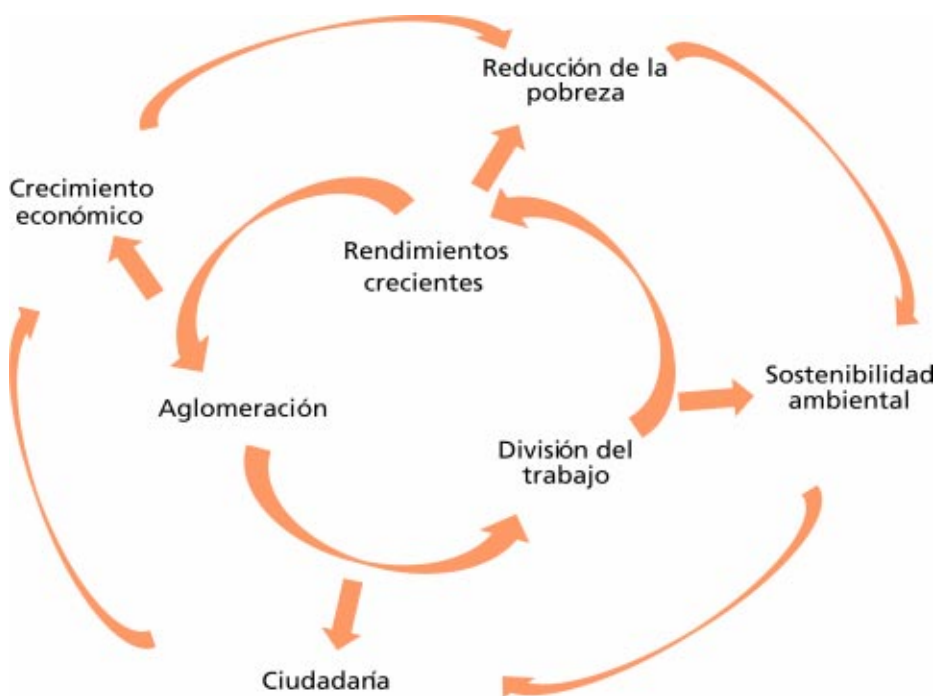 Reducción de la
pobreza
Crecimiento
económico
Rendimientos
crecientes
Sostenibilidad
ambiental
Aglomeración
División del
trabajo
Ciudadaría